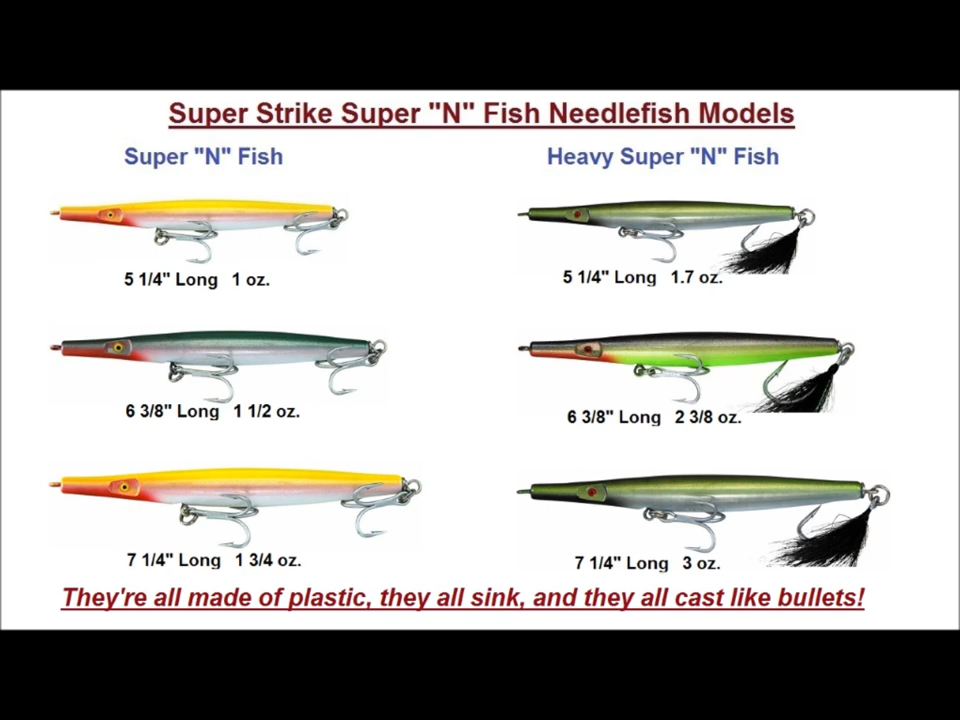 Super Strike Super "N" Fish Needlefish Models
Super "N" Fish
Heavy Super "N" Fish
5 1/4" Long 1 oz.
5 1/4" Long 1.7 oz.
6 3/8" Long 1 1/2 oz.
6 3/8" Long 2 3/8 oz.
7 1/4" Long 1 3/4 oz.
7 1/4" Long 3 oz.
They're all made of plastic, they all sink, and they all cast like bullets!